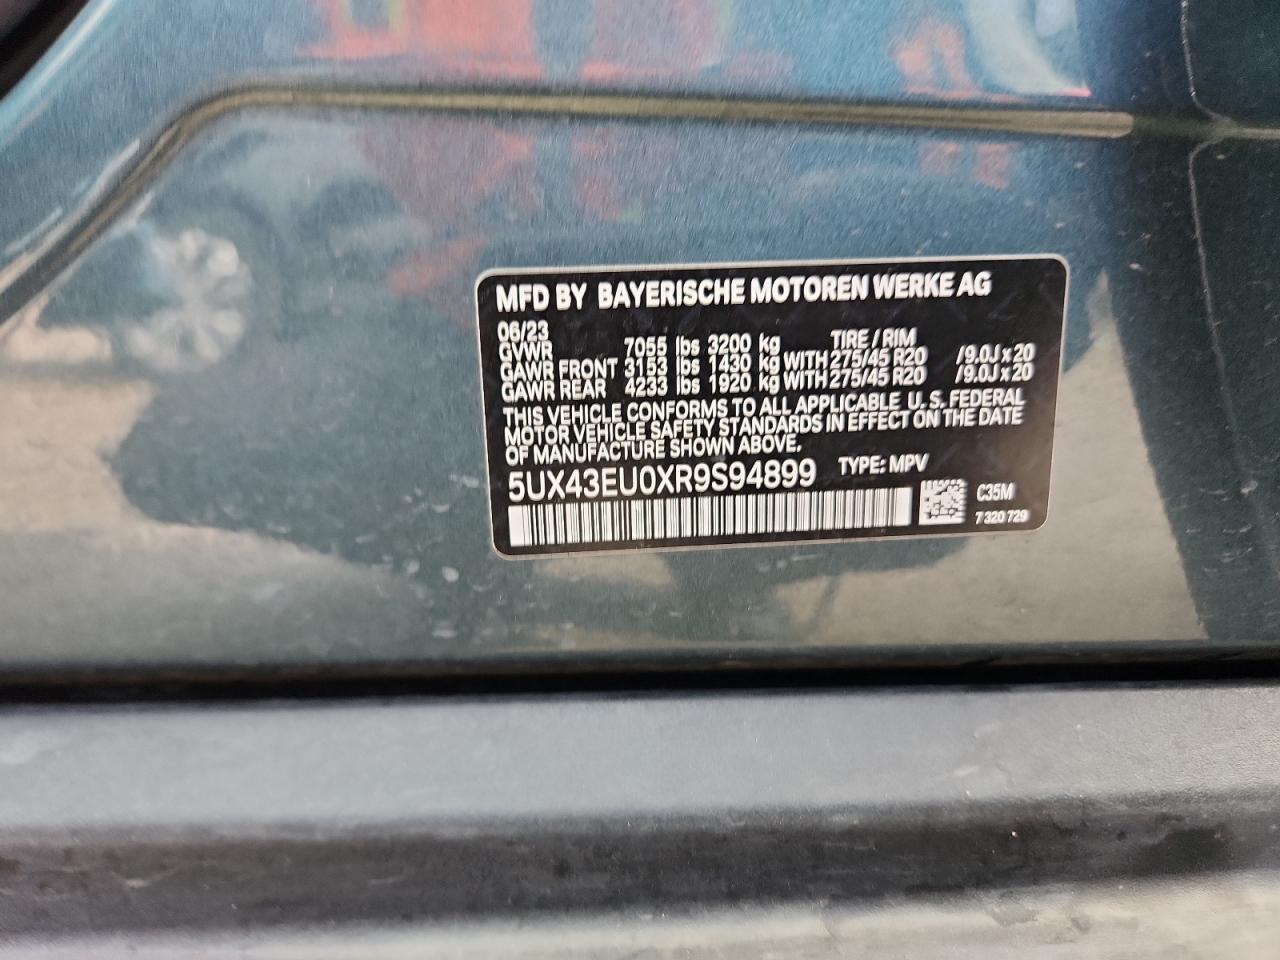 MFD BY BAYERISCHE MOTOREN WERKE AG
06/23 TIRE / RIM
GVWR 7055 lbs 3200 kg
GAWR FRONT 3153 lbs 1430 kg WITH 275/45 R20 /9.0J x 20
GAWR REAR 4233 lbs 1920 kg WITH 275/45 R20 /9.0J x 20
THIS VEHICLE CONFORMS TO ALL APPLICABLE U. S. FEDERAL
MOTOR VEHICLE SAFETY STANDARDS IN EFFECT ON THE DATE
OF MANUFACTURE SHOWN ABOVE.
5UX43EU0XR9S94899 TYPE: MPV
C35M
7 320 729